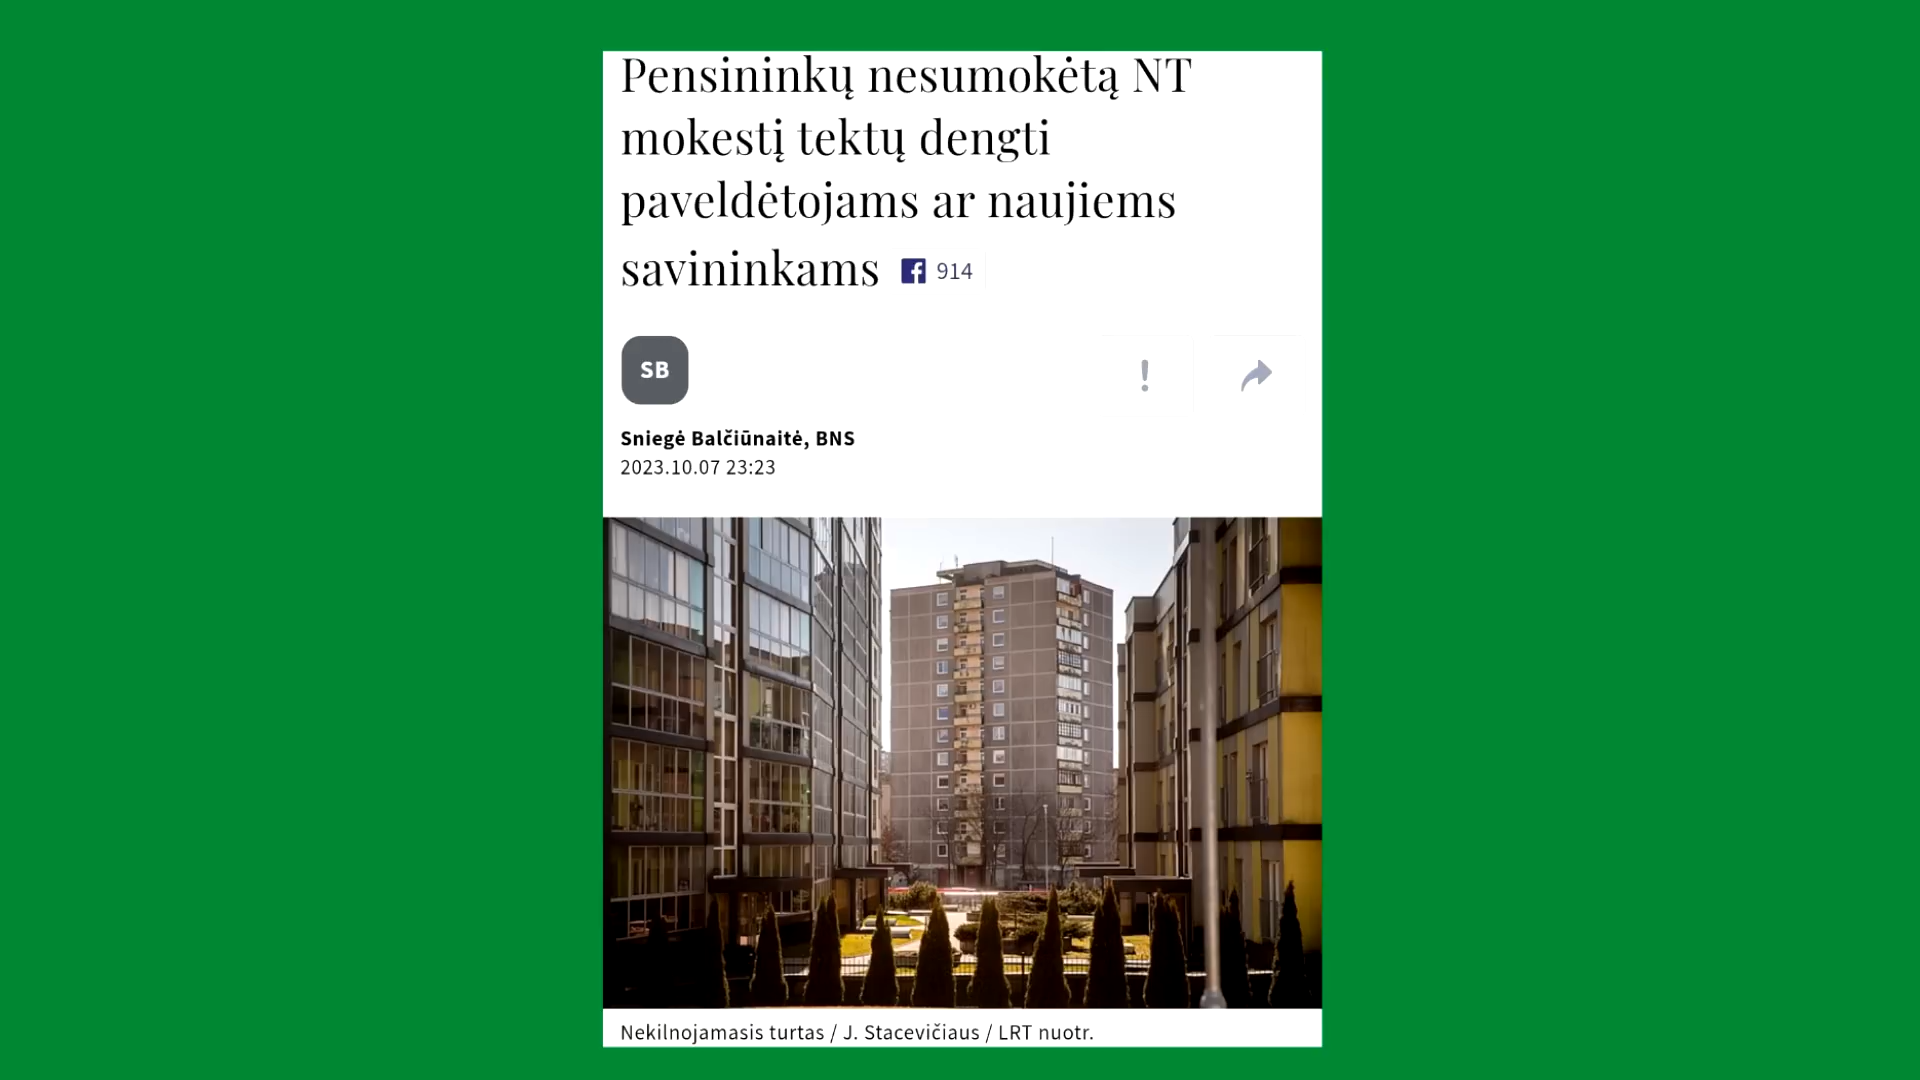 Pensininkų nesumokėtą NT
mokestį tektų dengti
paveldėtojams ar naujiems
savininkams 914
SB
Sniegė Balčiūnaitė, BNS
2023.10.07 23:23
Nekilnojamasis turtas / J. Stacevičiaus / LRT nuotr.